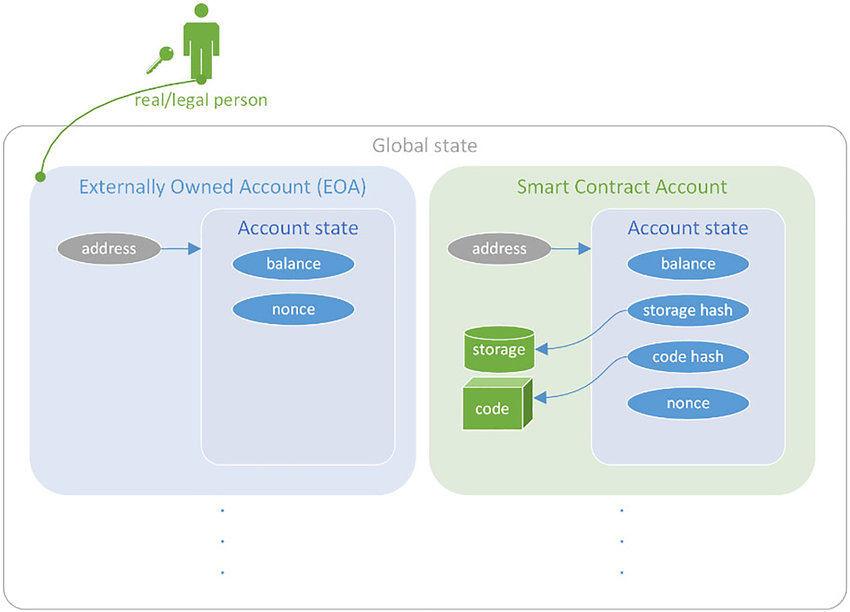 real/legal person
Global state
Externally Owned Account (EOA)
address
Account state
balance
nonce
Smart Contract Account
address
Account state
balance
storage hash
code hash
nonce
storage
code